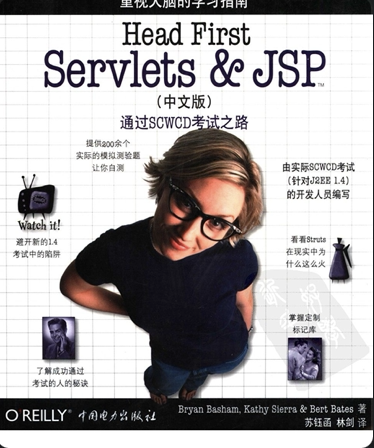 重视大脑的学习指南
Head First
Servlets & JSP™
（中文版）
通过SCWCD考试之路
提供200余个
实际的模拟测验题
让你自测
由实际SCWCD考试
（针对J2EE 1.4）
的开发人员编写
Watch it!
避开新的1.4
考试中的陷阱
看看Struts
在现实中为
什么这么火
掌握定制
标记库
了解成功通过
考试的人的秘诀
O REILLY®
中国电力出版社
Bryan Basham, Kathy Sierra & Bert Bates 著
苏钰函 林剑 译